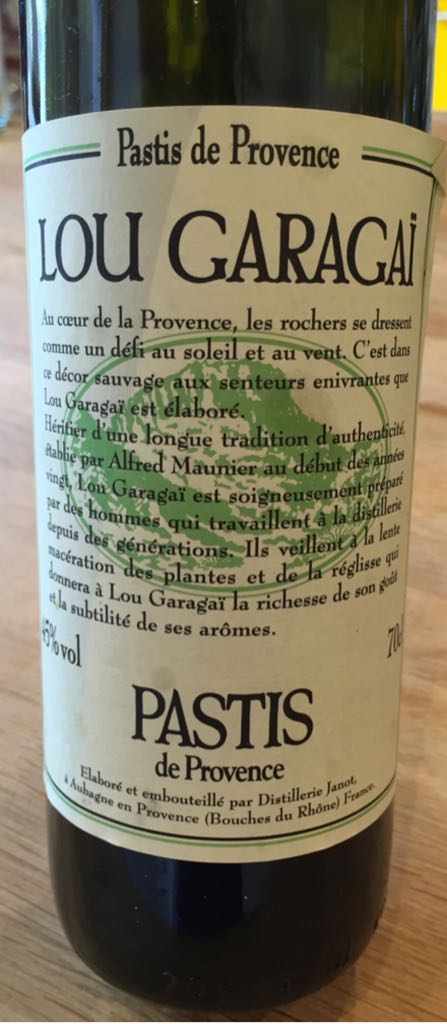 Pastis de Provence
LOU GARAGAÏ
Au cœur de la Provence, les rochers se dressent
comme un défi au soleil et au vent. C'est dans
ce décor sauvage aux senteurs enivrantes que
Lou Garagaï est élaboré.
Héritier d'une longue tradition d'authenticité,
établie par Alfred Maunier au début des années
vingt, Lou Garagaï est soigneusement préparé
par des hommes qui travaillent à la distillerie
depuis des générations. Ils veillent à la lente
macération des plantes et de la réglisse qui
donnera à Lou Garagaï la richesse de son goût
et la subtilité de ses arômes.
45% vol 70cl
PASTIS
de Provence
Elaboré et embouteillé par Distillerie Janot,
à Aubagne en Provence (Bouches du Rhône) France.